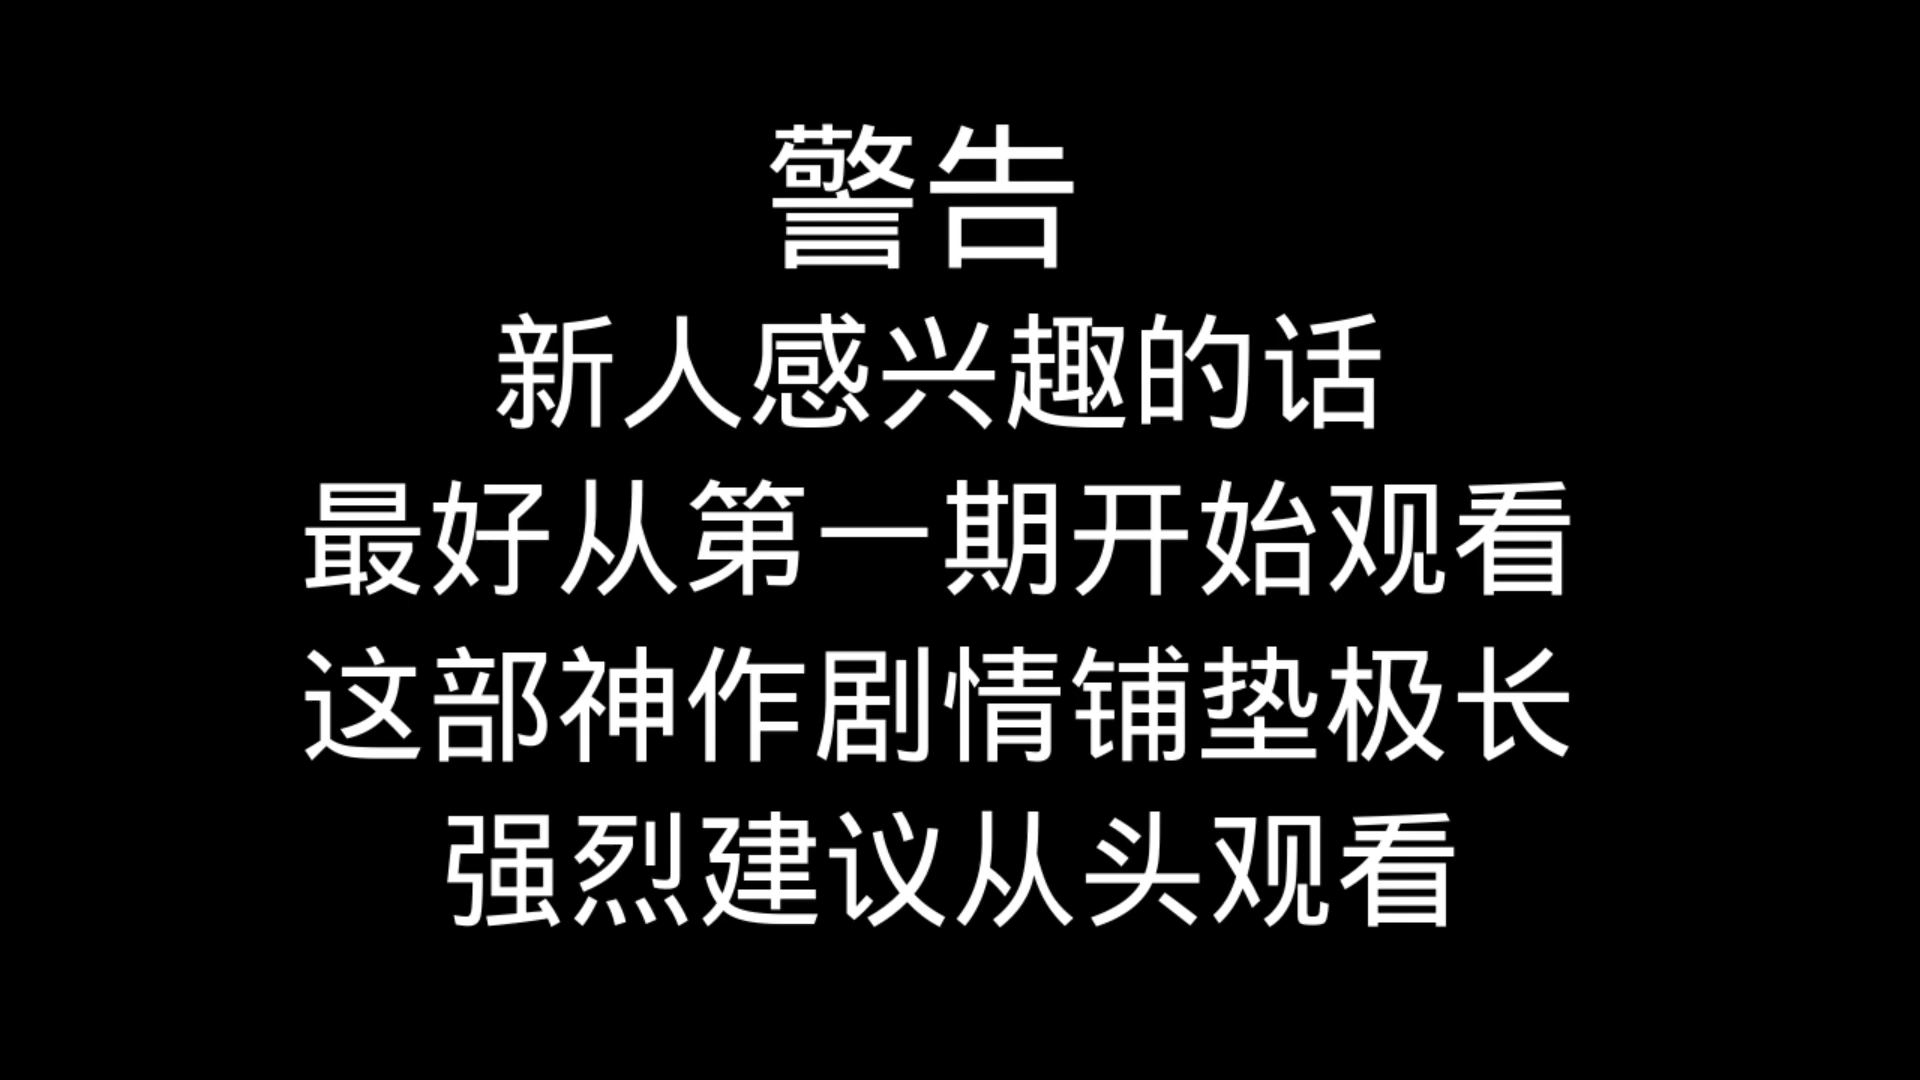 警告
新人感兴趣的话
最好从第一期开始观看
这部神作剧情铺垫极长
强烈建议从头观看